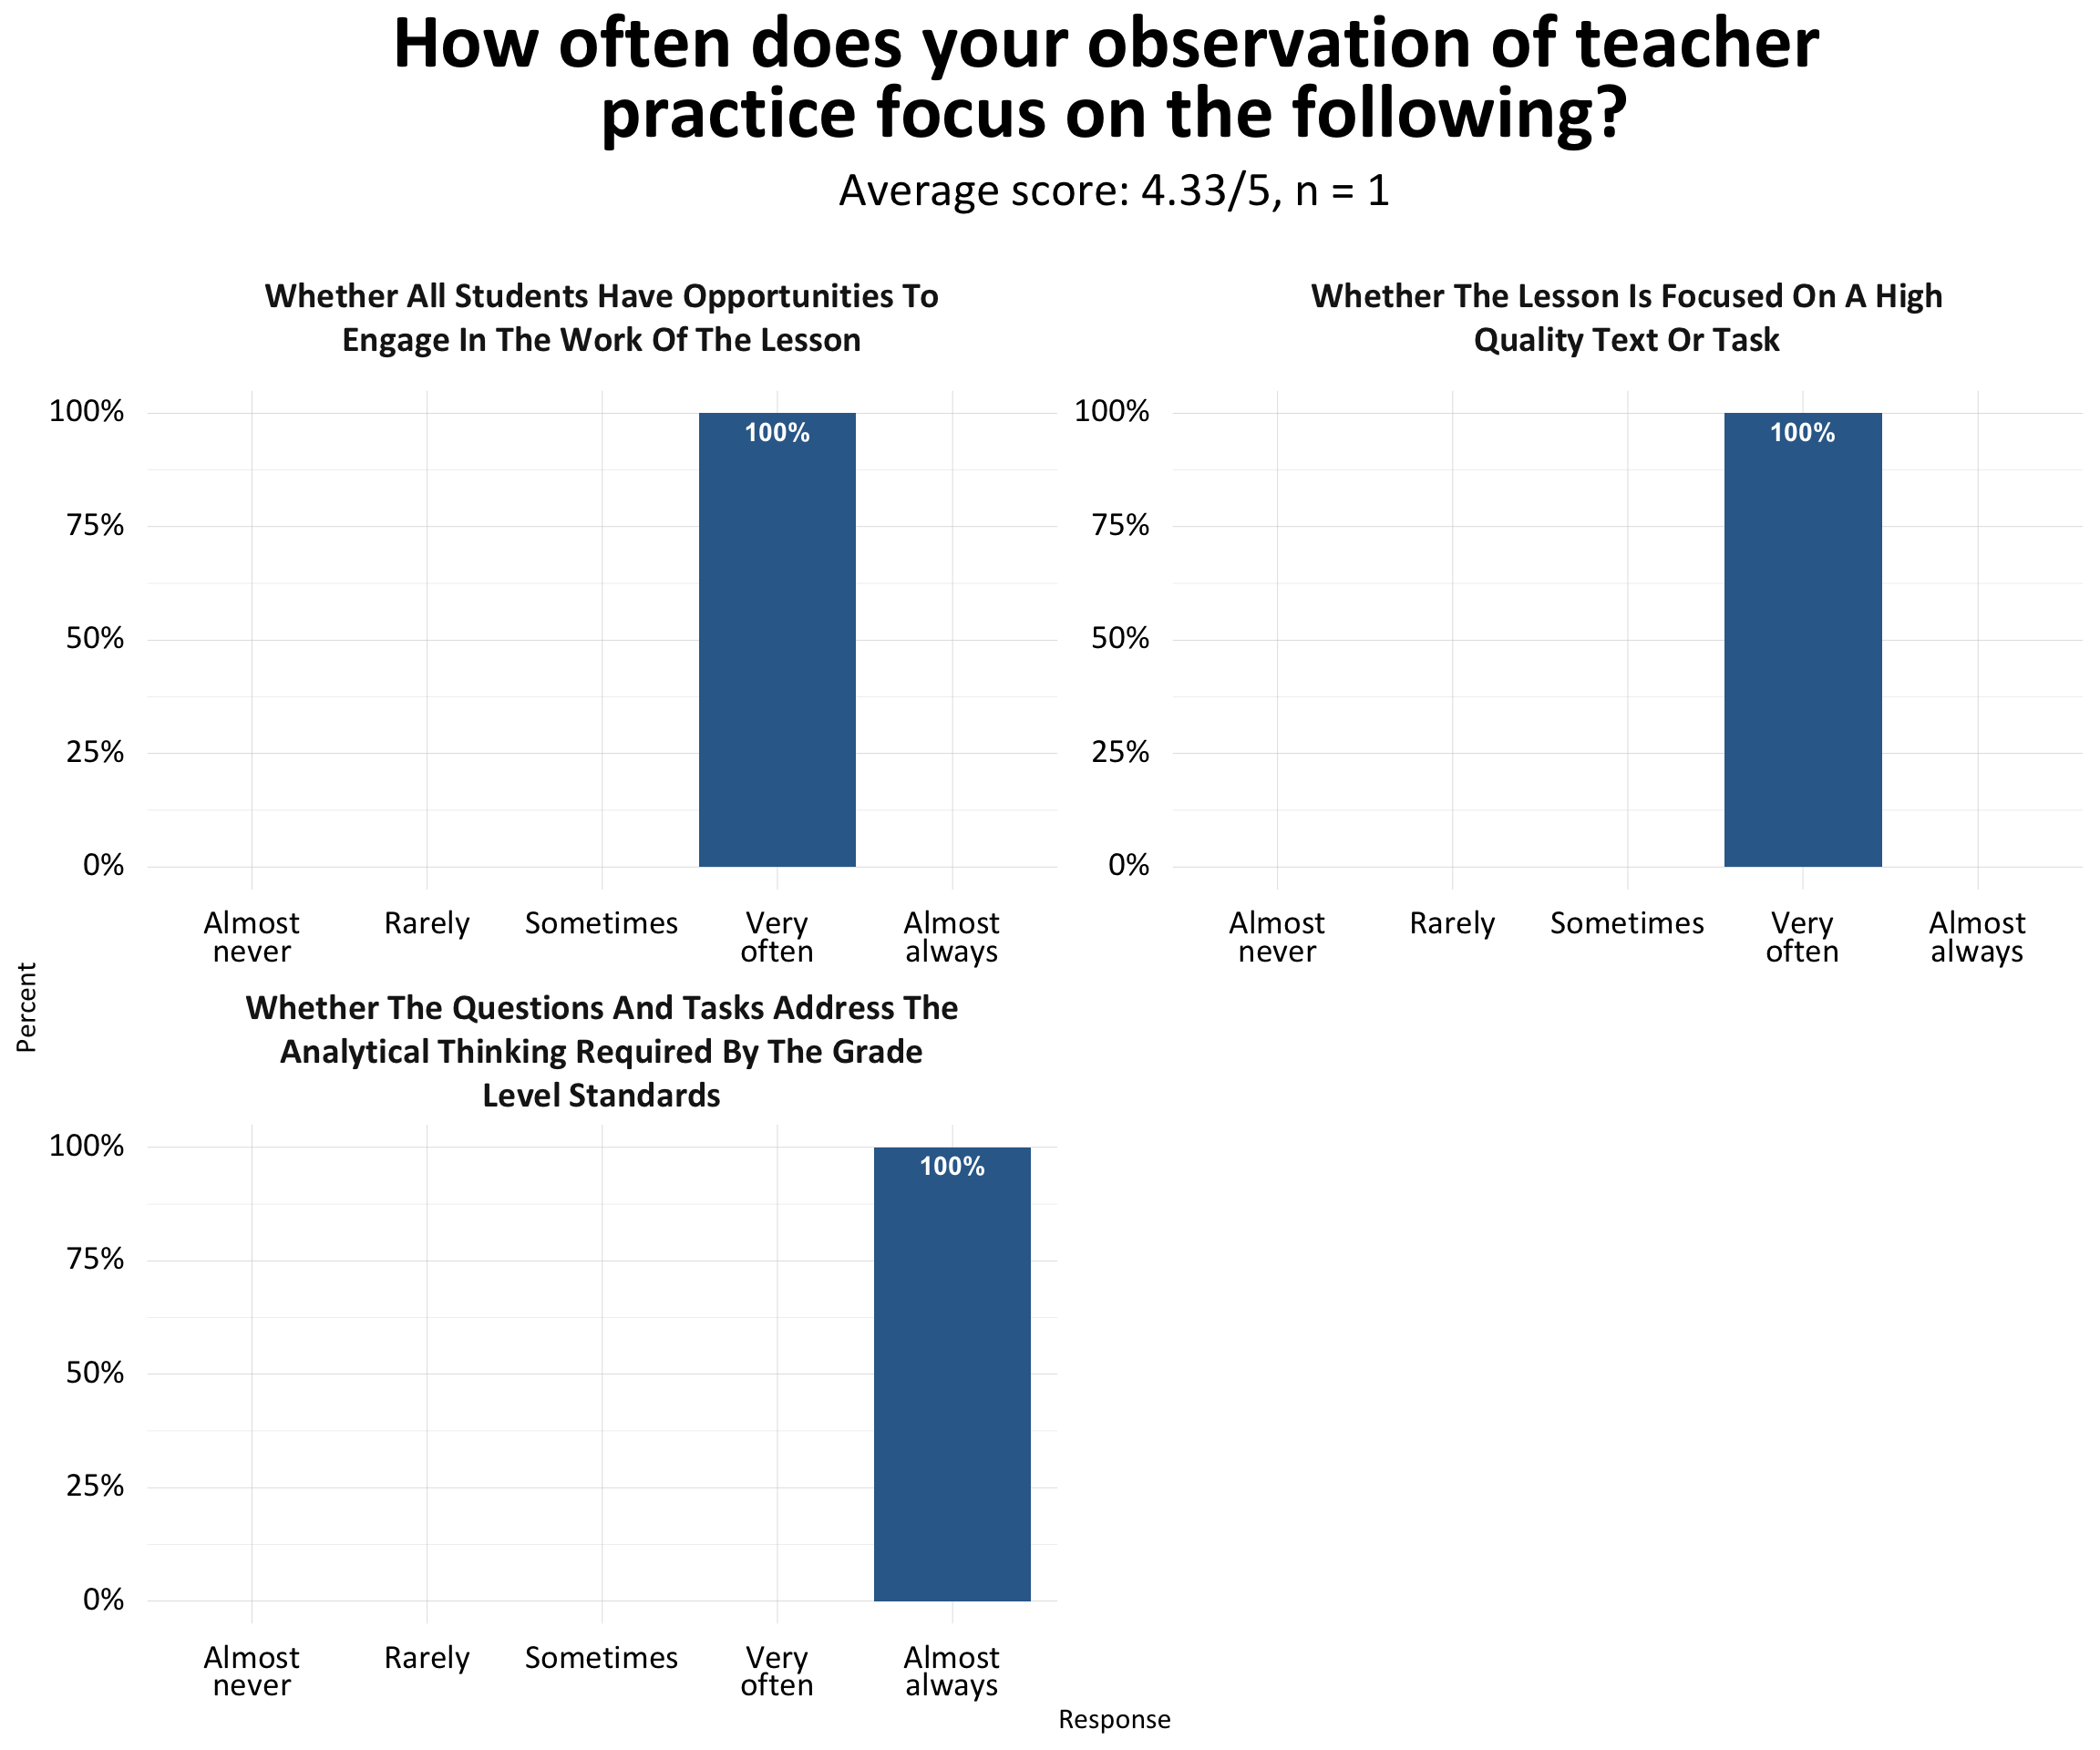 How often does your observation of teacher
practice focus on the following?
Average score: 4.33/5, n = 1
Whether All Students Have Opportunities To
Engage In The Work Of The Lesson
100%
75%
50%
25%
0%
100%
Almost
never
Rarely
Sometimes
Very
often
Almost
always
Whether The Lesson Is Focused On A High
Quality Text Or Task
100%
75%
50%
25%
0%
100%
Almost
never
Rarely
Sometimes
Very
often
Almost
always
Percent
Whether The Questions And Tasks Address The
Analytical Thinking Required By The Grade
Level Standards
100%
75%
50%
25%
0%
100%
Almost
never
Rarely
Sometimes
Very
often
Almost
always
Response